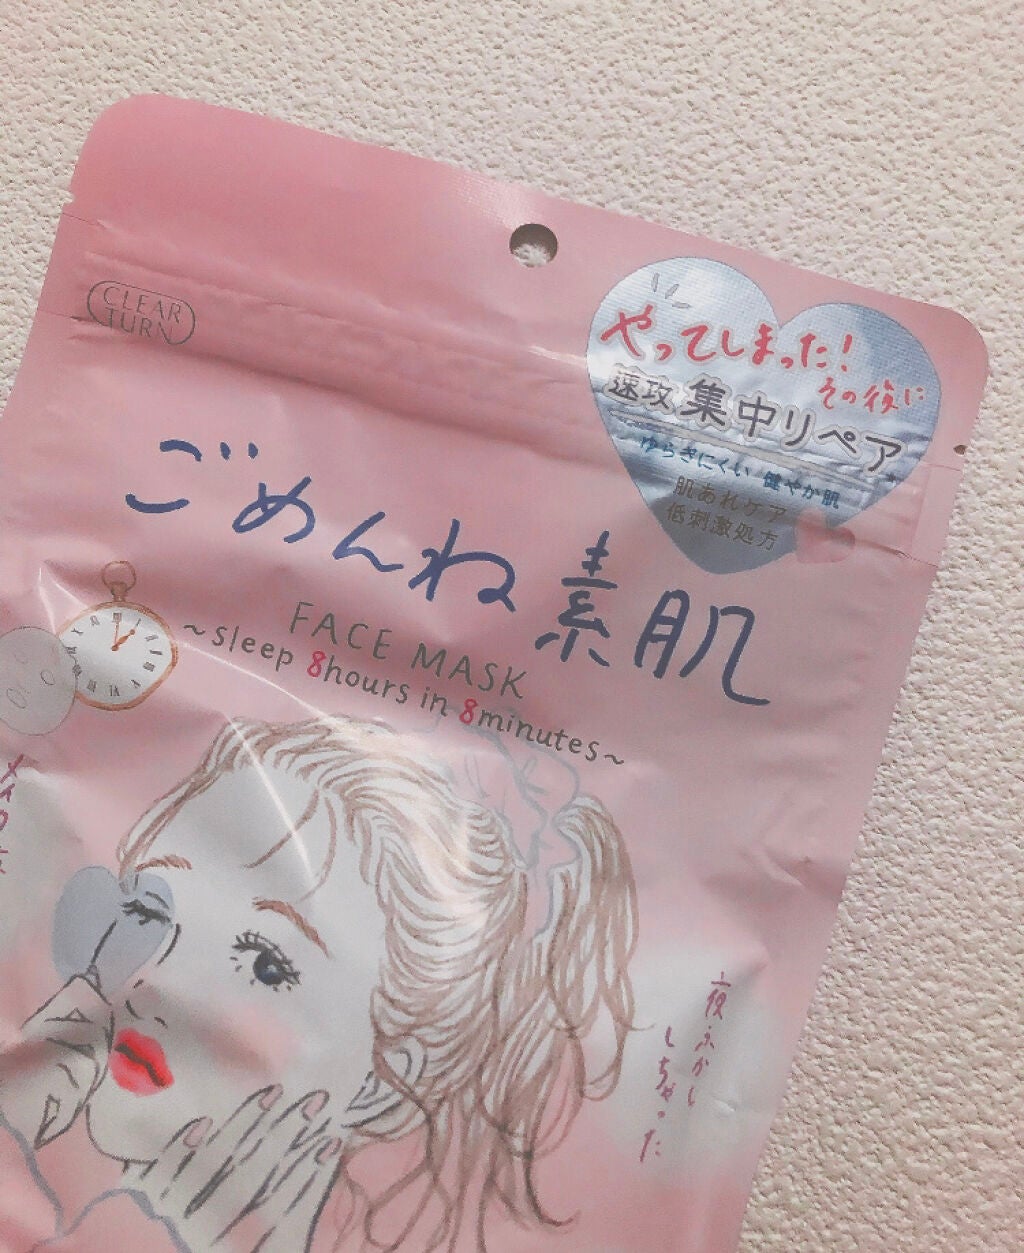 CLEAR
TURN
やってしまった!
その後に
速攻 集中リペア
ゆらぎにくい 健やか肌
肌あれケア
低刺激処方
ごめんね素肌
FACE MASK
~sleep 8hours in 8minutes~
夜ふかし
しちゃった